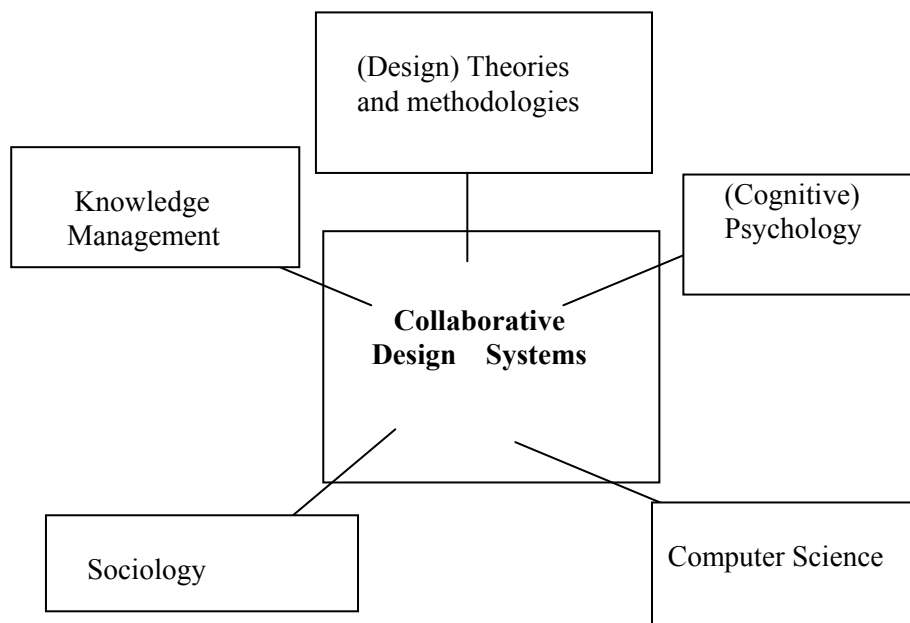 (Design) Theories
and methodologies
Knowledge
Management
(Cognitive)
Psychology
Collaborative
Design Systems
Sociology
Computer Science